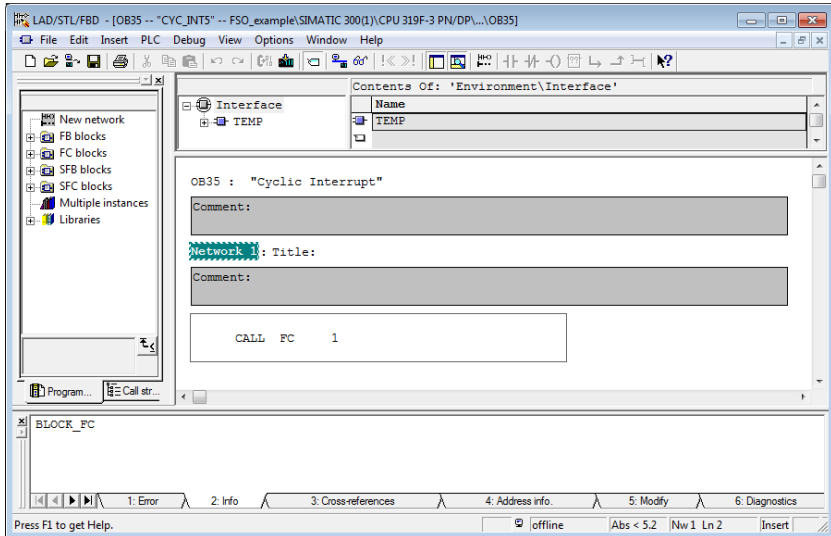 LAD/STL/FBD - [OB35 -- "CYC_INT5" -- FSO_example\SIMATIC 300(1)\CPU 319F-3 PN/DP\...\OB35]
File Edit Insert PLC Debug View Options Window Help
Contents Of: 'Environment\Interface'
Interface
TEMP
Name
TEMP
New network
FB blocks
FC blocks
SFB blocks
SFC blocks
Multiple instances
Libraries
Program...
Call str...
OB35 : "Cyclic Interrupt"
Comment:
Network 1: Title:
Comment:
CALL FC 1
BLOCK_FC
1: Error 2: Info 3: Cross-references 4: Address info. 5: Modify 6: Diagnostics
Press F1 to get Help. offline Abs < 5.2 Nw 1 Ln 2 Insert